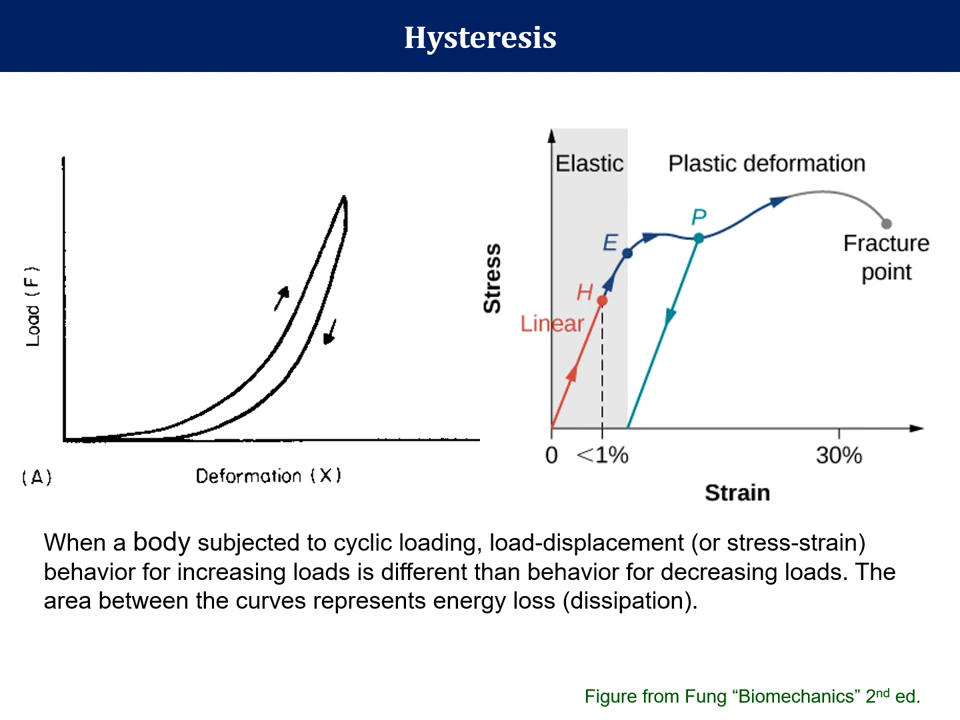 Hysteresis
Load (F)
(A)
Deformation (X)
Stress
Elastic
Plastic deformation
E
P
H
Linear
Fracture
point
0
<1%
30%
Strain
When a body subjected to cyclic loading, load-displacement (or stress-strain)
behavior for increasing loads is different than behavior for decreasing loads. The
area between the curves represents energy loss (dissipation).
Figure from Fung “Biomechanics” 2nd ed.